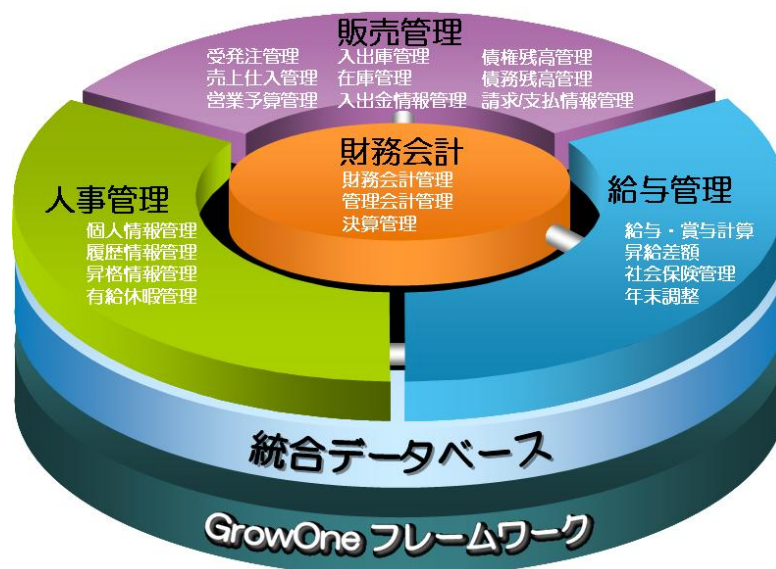 販売管理
受発注管理
売上仕入管理
営業予算管理
入出庫管理
在庫管理
入出金情報管理
債権残高管理
債務残高管理
請求/支払情報管理
財務会計
財務会計管理
管理会計管理
決算管理
人事管理
個人情報管理
履歴情報管理
昇格情報管理
有給休暇管理
給与管理
給与・賞与計算
昇給差額
社会保険管理
年末調整
統合データベース
GrowOne フレームワーク